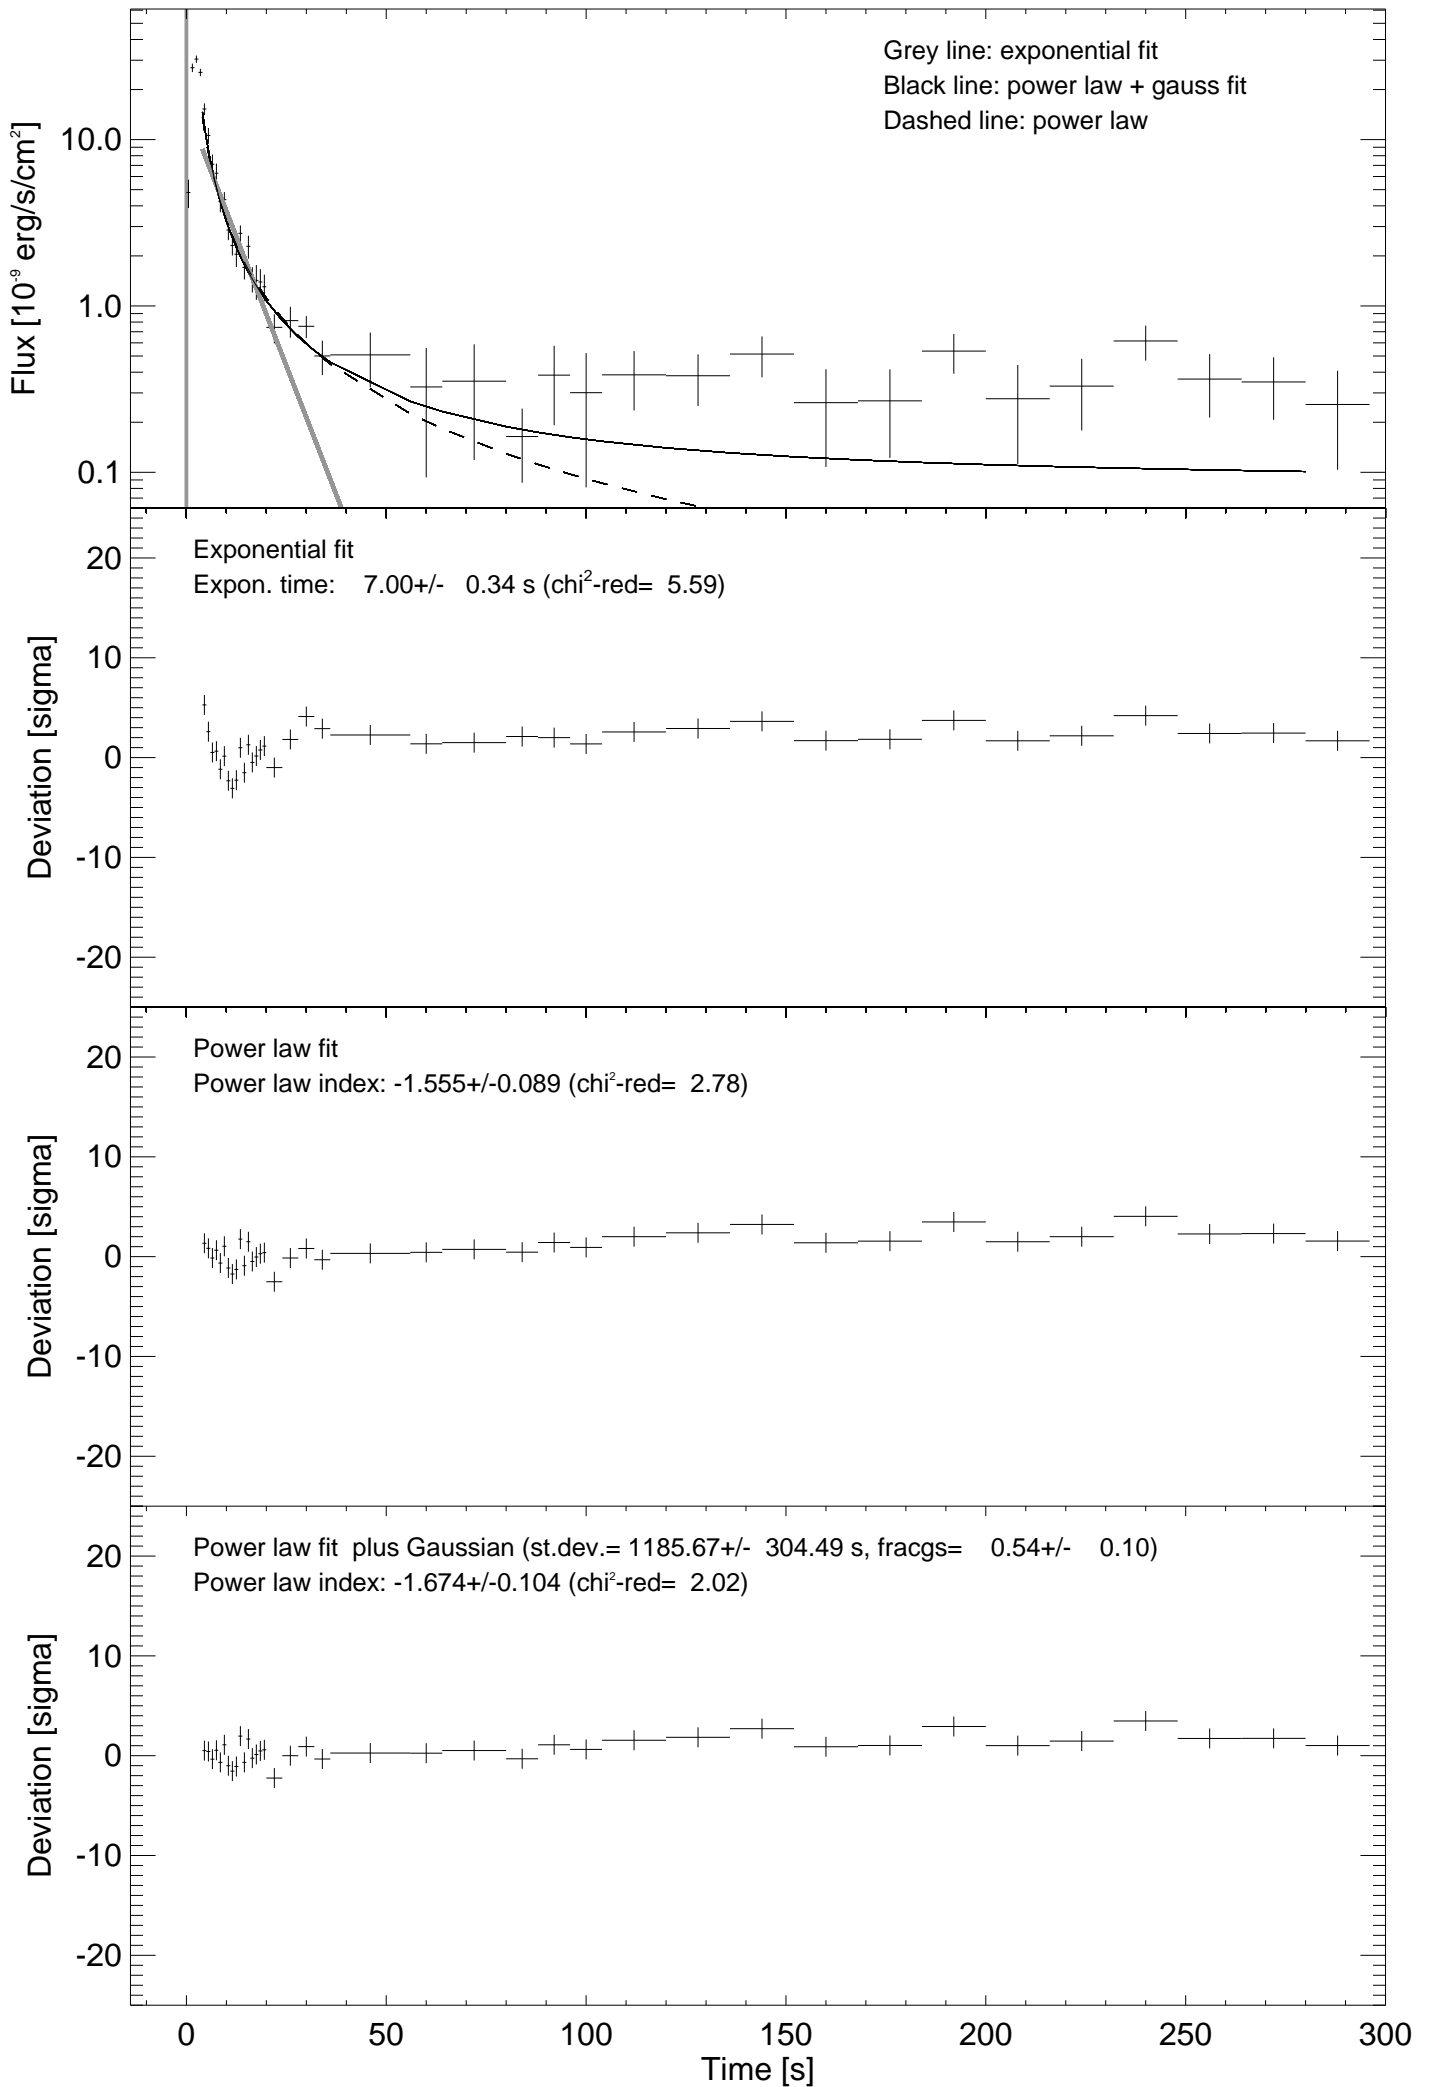 Grey line: exponential fit
Black line: power law + gauss fit
Dashed line: power law
Flux [10⁻⁹ erg/s/cm²]
10.0
1.0
0.1
Exponential fit
Expon. time:    7.00+/-   0.34 s (chi²-red=  5.59)
Deviation [sigma]
20
10
0
-10
-20
Power law fit
Power law index: -1.555+/-0.089 (chi²-red=  2.78)
Deviation [sigma]
20
10
0
-10
-20
Power law fit  plus Gaussian (st.dev.= 1185.67+/-  304.49 s, fracgs=    0.54+/-    0.10)
Power law index: -1.674+/-0.104 (chi²-red=  2.02)
Deviation [sigma]
20
10
0
-10
-20
0 50 100 150 200 250 300
Time [s]